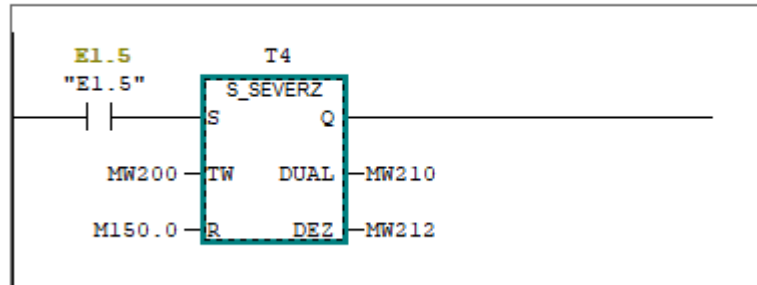 E1.5 T4
"E1.5" S_SEVERZ
S Q
MW200 TW DUAL MW210
M150.0 R DEZ MW212